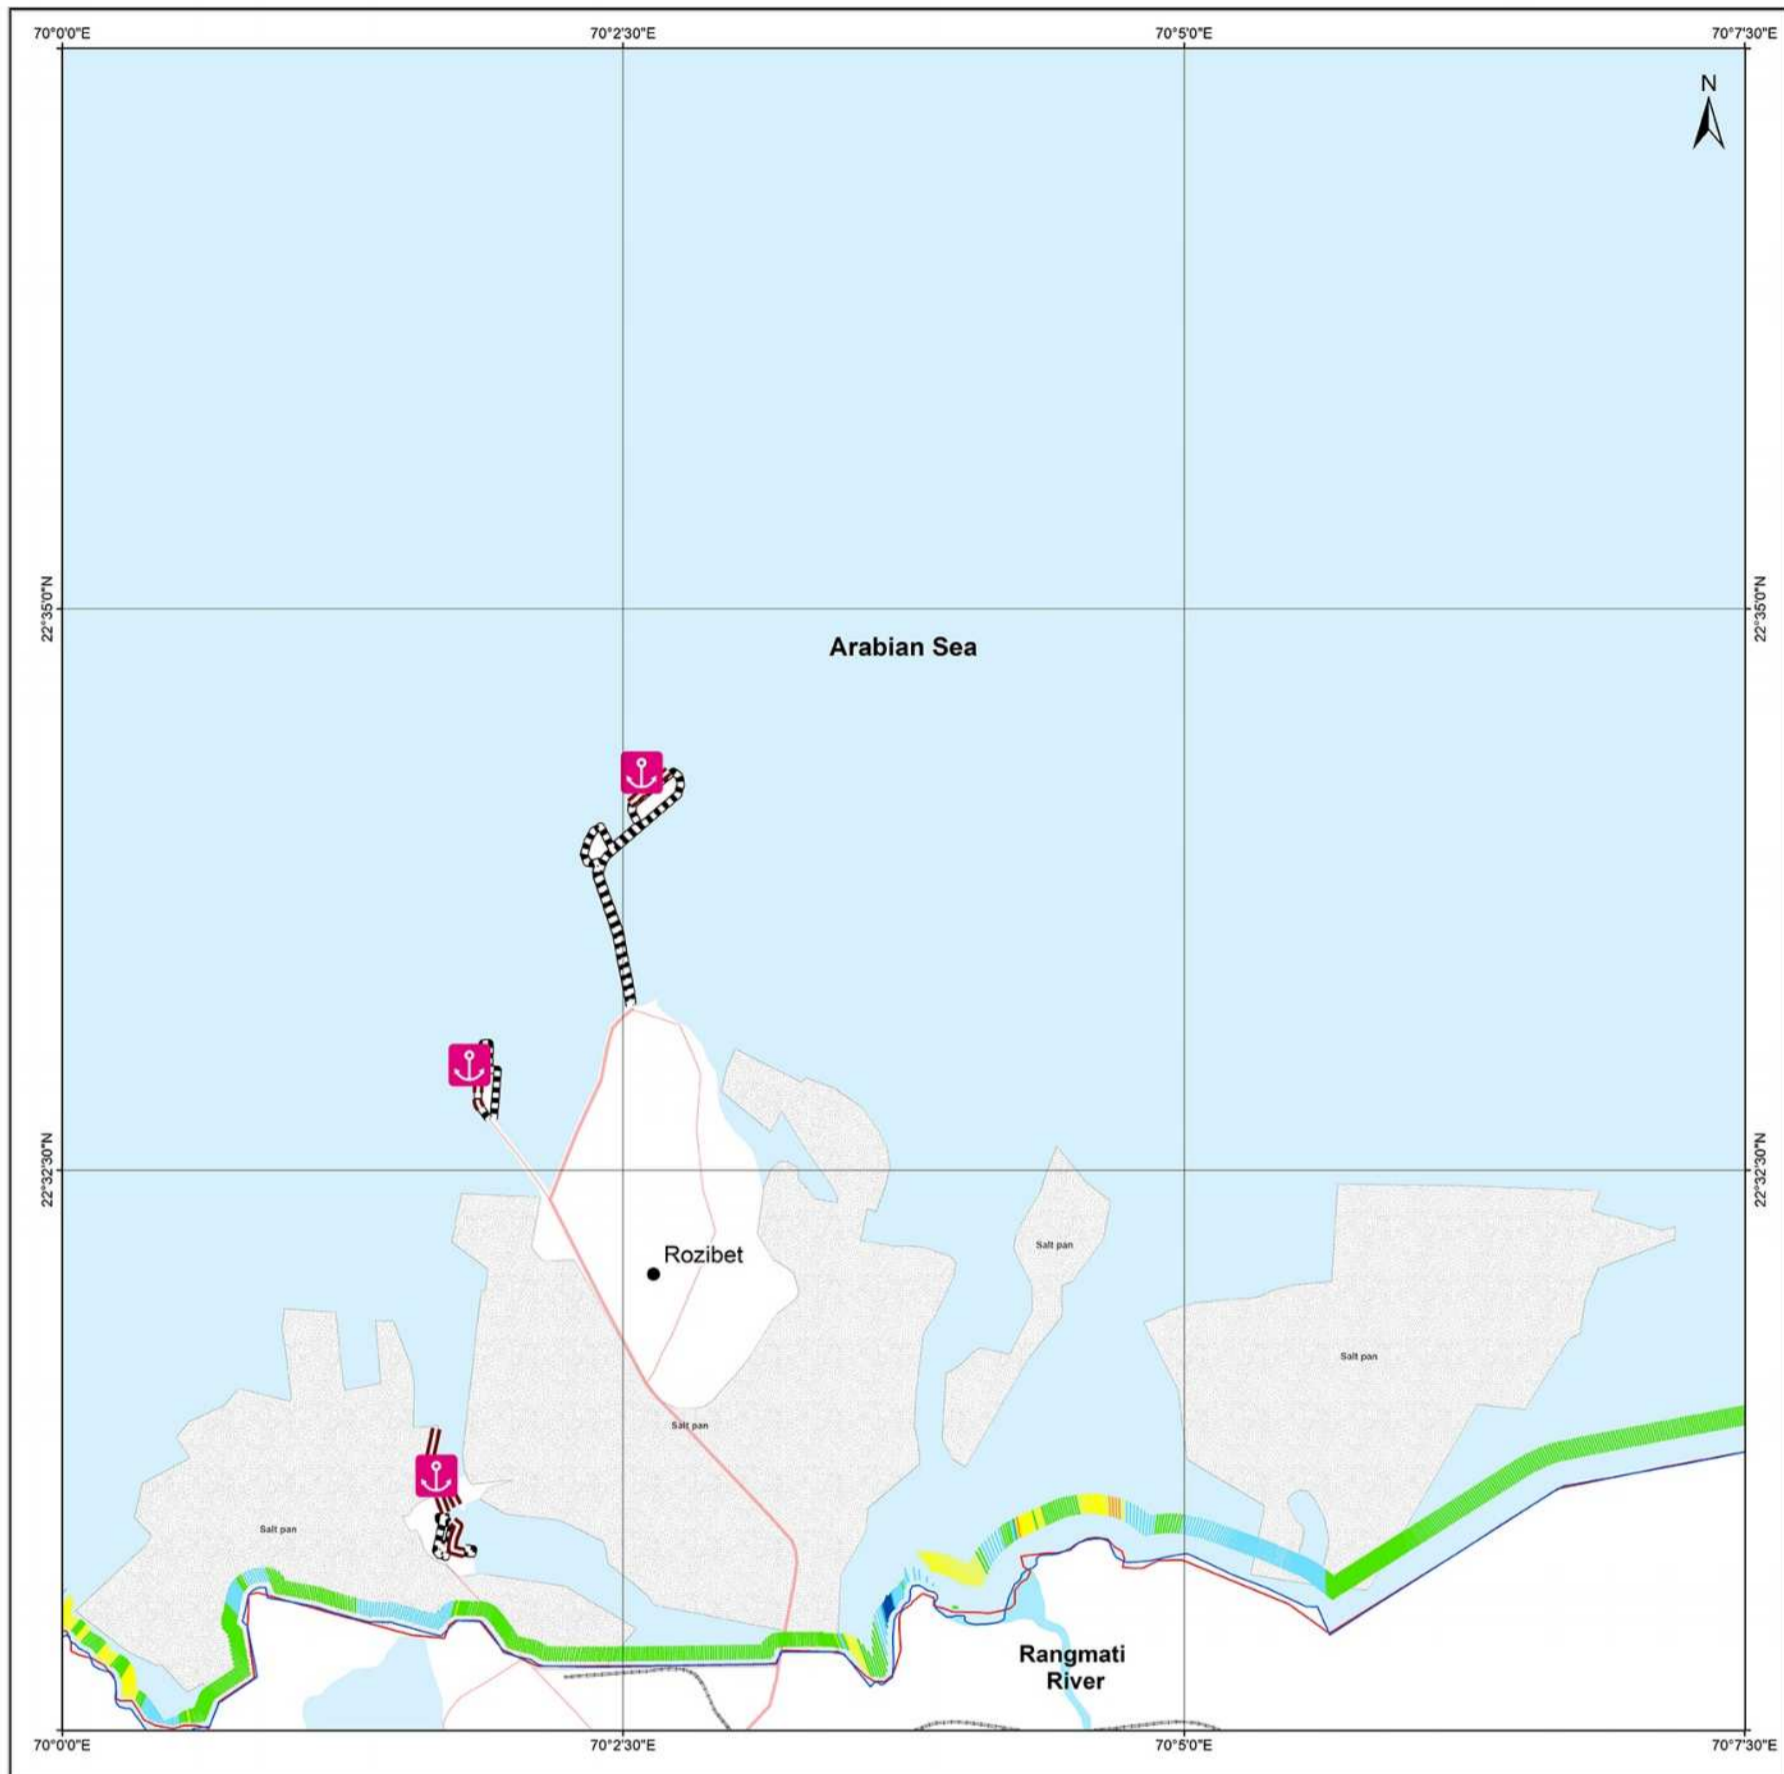 70°0'0"E
70°2'30"E
70°5'0"E
70°7'30"E
N
22°35'0"N
22°35'0"N
Arabian Sea
22°32'30"N
22°32'30"N
Rozibet
Salt pan
Salt pan
Salt pan
Salt pan
Rangmati
River
70°0'0"E
70°2'30"E
70°5'0"E
70°7'30"E